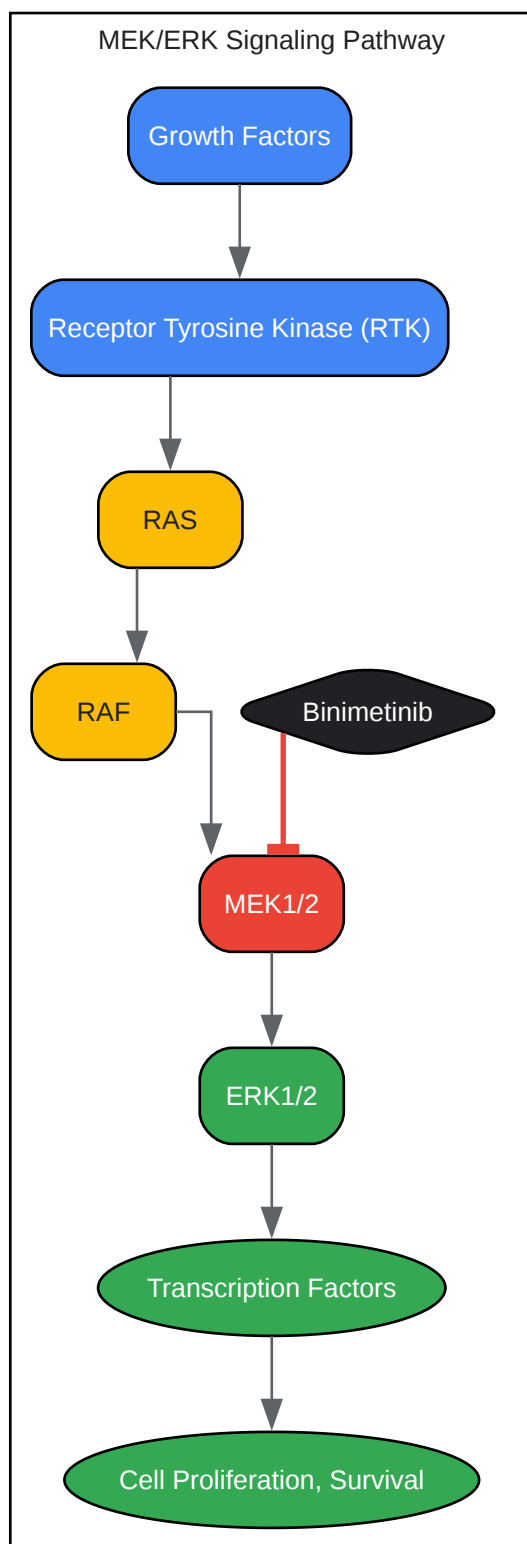 MEK/ERK Signaling Pathway
Growth Factors
Receptor Tyrosine Kinase (RTK)
RAS
RAF
Binimetinib
MEK1/2
ERK1/2
Transcription Factors
Cell Proliferation, Survival